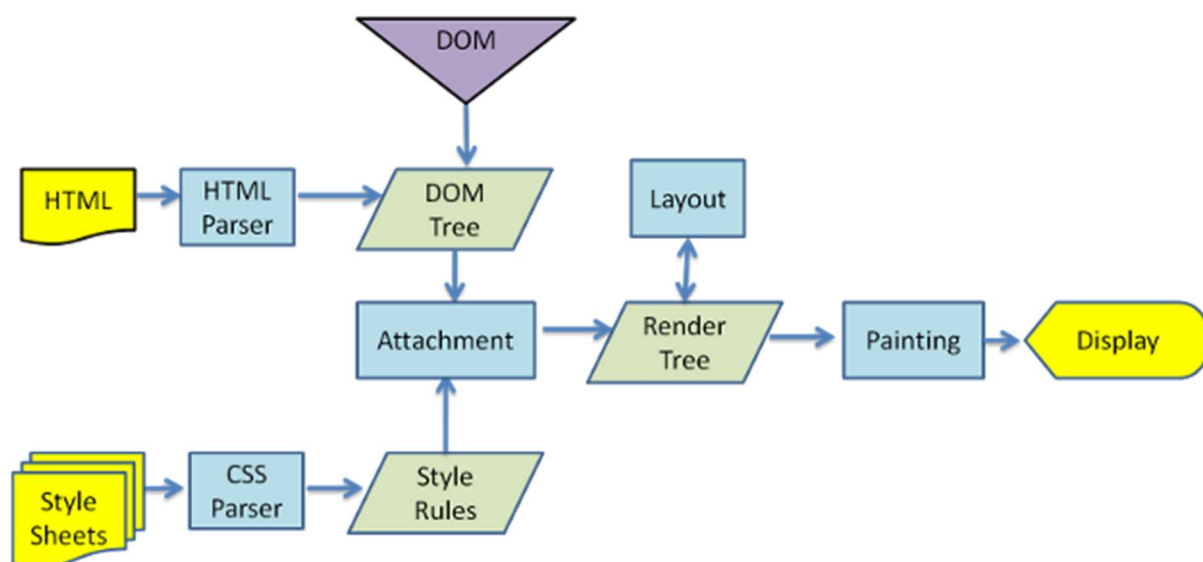 DOM
HTML
HTML
Parser
DOM
Tree
Layout
Attachment
Render
Tree
Painting
Display
Style
Sheets
CSS
Parser
Style
Rules